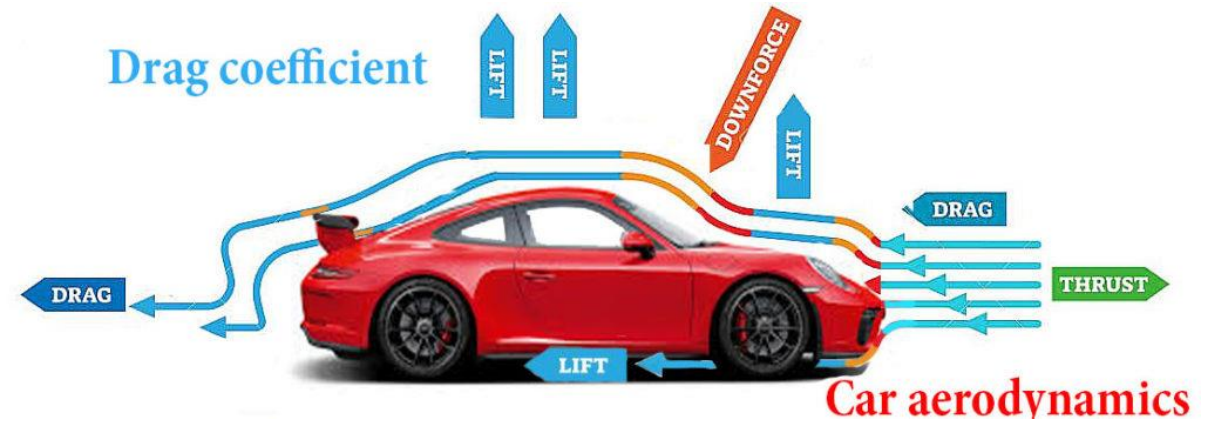 Drag coefficient
LIFT
LIFT
DOWNFORCE
LIFT
DRAG
THRUST
DRAG
LIFT
Car aerodynamics